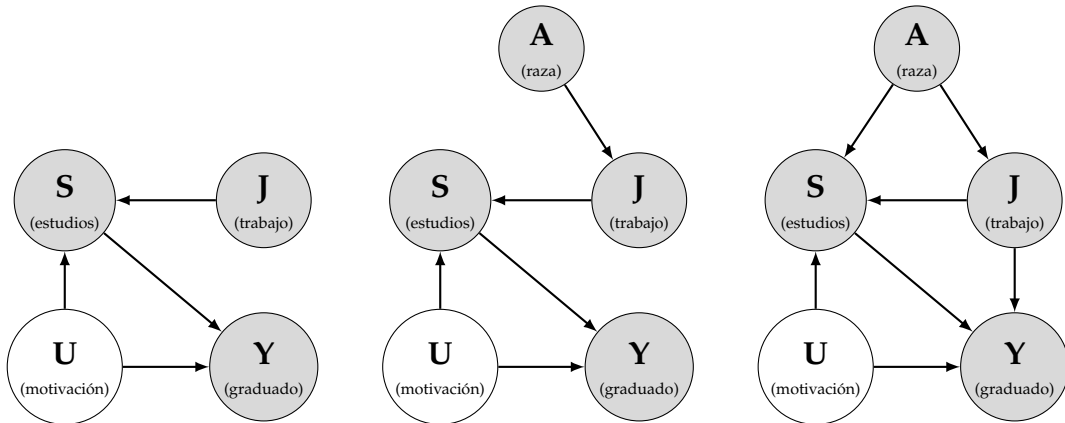 S
(estudios)
J
(trabajo)
U
(motivación)
Y
(graduado)
A
(raza)
S
(estudios)
J
(trabajo)
U
(motivación)
Y
(graduado)
A
(raza)
S
(estudios)
J
(trabajo)
U
(motivación)
Y
(graduado)